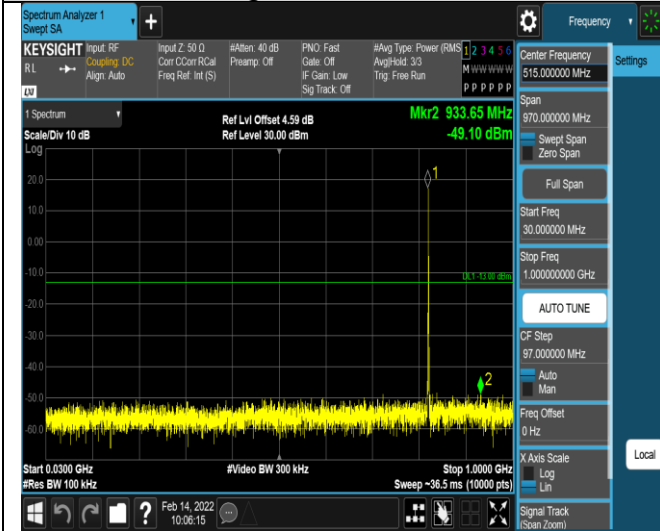 Spectrum Analyzer 1
Swept SA
+
Frequency
KEYSIGHT
RL
LXI
Input: RF
Coupling: DC
Align: Auto
Input Z: 50 Ω
Corr CCorr RCal
Freq Ref: Int (S)
#Atten: 40 dB
Preamp: Off
PNO: Fast
Gate: Off
IF Gain: Low
Sig Track: Off
#Avg Type: Power (RMS
Avg|Hold: 3/3
Trig: Free Run
1 2 3 4 5 6
M W W W W W
P P P P P P
1 Spectrum
Scale/Div 10 dB
Log
Ref Lvl Offset 4.59 dB
Ref Level 30.00 dBm
Mkr2 933.65 MHz
-49.10 dBm
1
20.0
10.0
0.00
-10.0
DL1 -13.00 dBm
-20.0
-30.0
-40.0
2
-50.0
-60.0
Start 0.0300 GHz
#Res BW 100 kHz
#Video BW 300 kHz
Stop 1.0000 GHz
Sweep ~36.5 ms (10000 pts)
?
Feb 14, 2022
10:06:15
Center Frequency
515.000000 MHz
Settings
Span
970.000000 MHz
Swept Span
Zero Span
Full Span
Start Freq
30.000000 MHz
Stop Freq
1.000000000 GHz
AUTO TUNE
CF Step
97.000000 MHz
Auto
Man
Freq Offset
0 Hz
X Axis Scale
Log
Lin
Local
Signal Track
(Span Zoom)